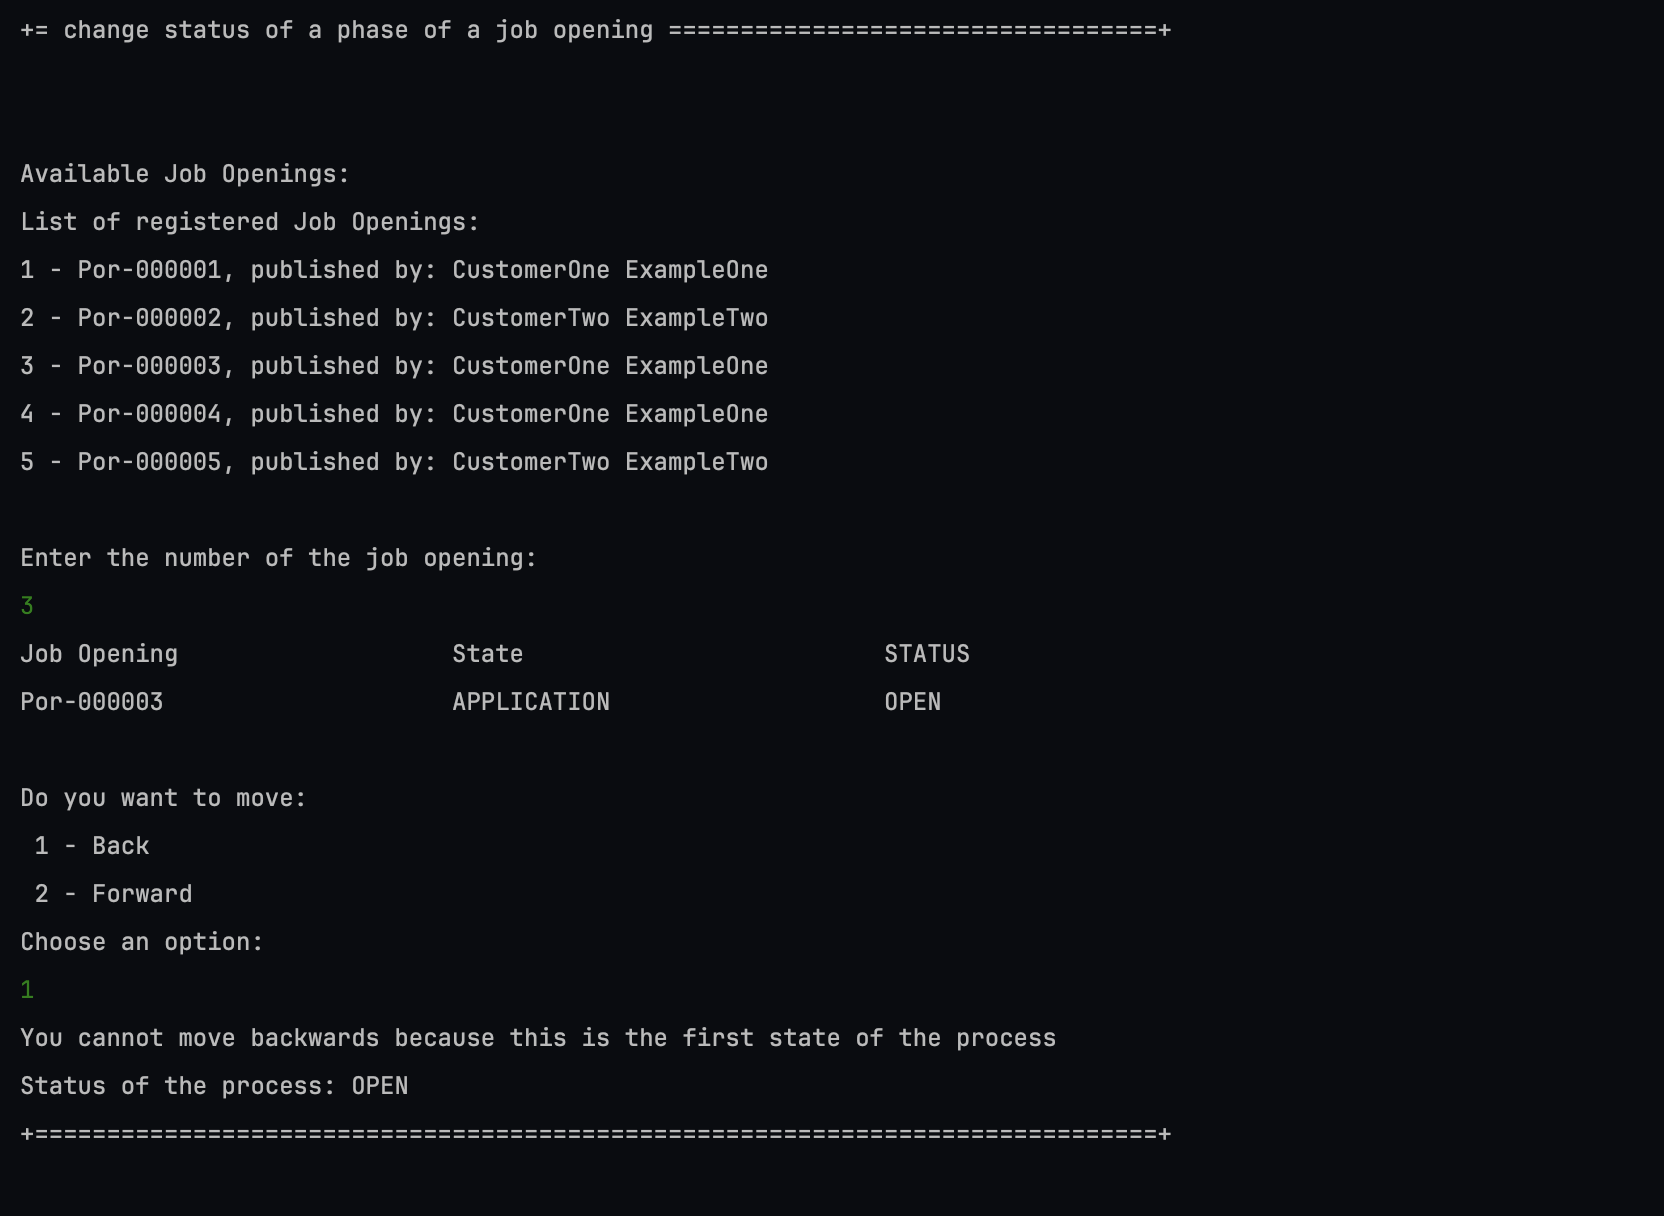 += change status of a phase of a job opening ==================================+
Available Job Openings:
List of registered Job Openings:
1 - Por-000001, published by: CustomerOne ExampleOne
2 - Por-000002, published by: CustomerTwo ExampleTwo
3 - Por-000003, published by: CustomerOne ExampleOne
4 - Por-000004, published by: CustomerOne ExampleOne
5 - Por-000005, published by: CustomerTwo ExampleTwo
Enter the number of the job opening:
3
Job Opening                   State                         STATUS
Por-000003                    APPLICATION                   OPEN
Do you want to move:
 1 - Back
 2 - Forward
Choose an option:
1
You cannot move backwards because this is the first state of the process
Status of the process: OPEN
+==============================================================================+